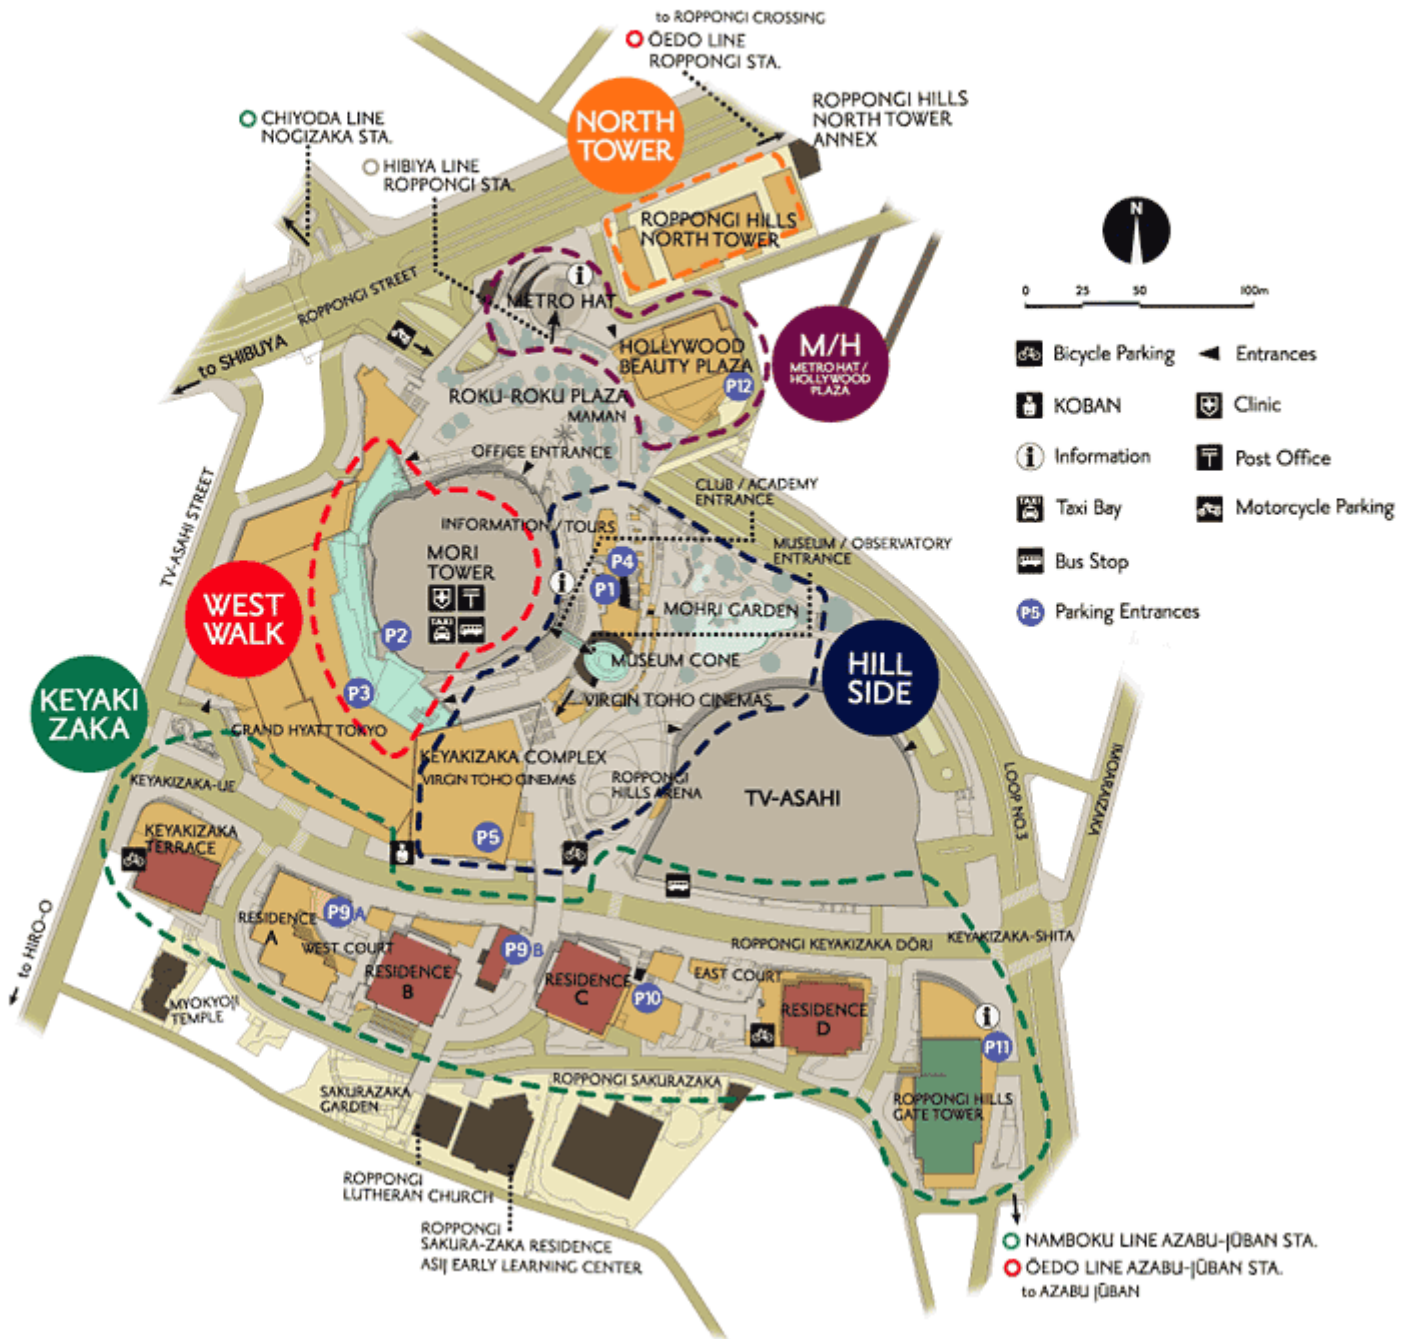 to ROPPONGI CROSSING
ŌEDO LINE
ROPPONGI STA.
ROPPONGI HILLS
NORTH TOWER
ANNEX
CHIYODA LINE
NOGIZAKA STA.
NORTH
TOWER
HIBIYA LINE
ROPPONGI STA.
ROPPONGI HILLS
NORTH TOWER
N
ROPPONGI STREET
METRO HAT
i
0 25 50 100m
to SHIBUYA
HOLLYWOOD
BEAUTY PLAZA
P12
M/H
METRO HAT /
HOLLYWOOD
PLAZA
Bicycle Parking
Entrances
KOBAN
Clinic
i
Information
Post Office
TAXI
Taxi Bay
Motorcycle Parking
Bus Stop
P5
Parking Entrances
ROKU-ROKU PLAZA
MAMAN
OFFICE ENTRANCE
CLUB / ACADEMY
ENTRANCE
TV-ASAHI STREET
INFORMATION / TOURS
MUSEUM / OBSERVATORY
ENTRANCE
MORI
TOWER
TAXI
i
P4
P1
MOHRI GARDEN
WEST
WALK
P2
P3
MUSEUM CONE
HILL
SIDE
KEYAKI
ZAKA
VIRGIN TOHO CINEMAS
GRAND HYATT TOKYO
KEYAKIZAKA COMPLEX
VIRGIN TOHO CINEMAS
ROPPONGI
HILLS ARENA
TV-ASAHI
LOOP NO.3
IMOARAIZAKA
KEYAKIZAKA-UE
KEYAKIZAKA
TERRACE
P5
to HIRO-O
RESIDENCE
A
P9A
WEST COURT
RESIDENCE
B
P9B
RESIDENCE
C
P10
ROPPONGI KEYAKIZAKA DŌRI
KEYAKIZAKA-SHITA
EAST COURT
RESIDENCE
D
i
P11
MYOKYOJI
TEMPLE
ROPPONGI SAKURAZAKA
SAKURAZAKA
GARDEN
ROPPONGI HILLS
GATE TOWER
ROPPONGI
LUTHERAN CHURCH
ROPPONGI
SAKURA-ZAKA RESIDENCE
ASIJ EARLY LEARNING CENTER
NAMBOKU LINE AZABU-JŪBAN STA.
ŌEDO LINE AZABU-JŪBAN STA.
to AZABU JŪBAN